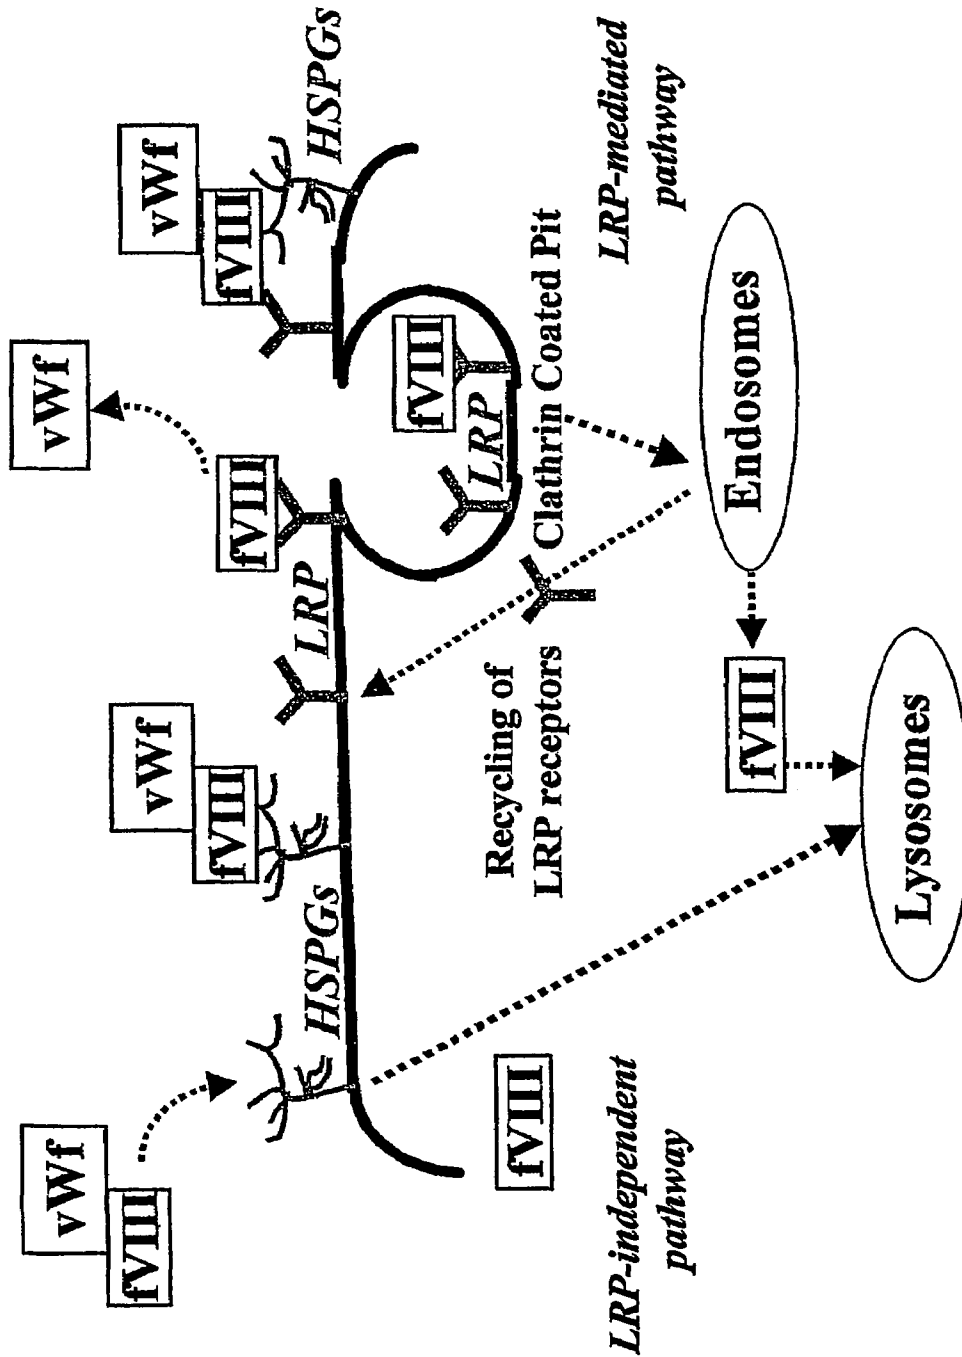 vWf
vWf
fVIII
vWf
vWf
fVIII
fVIII
fVIII
HSPGs
LRP
HSPGs
fVIII
LRP
fVIII
Recycling of
LRP receptors
Clathrin Coated Pit
LRP-independent
pathway
LRP-mediated
pathway
Endosomes
fVIII
Lysosomes